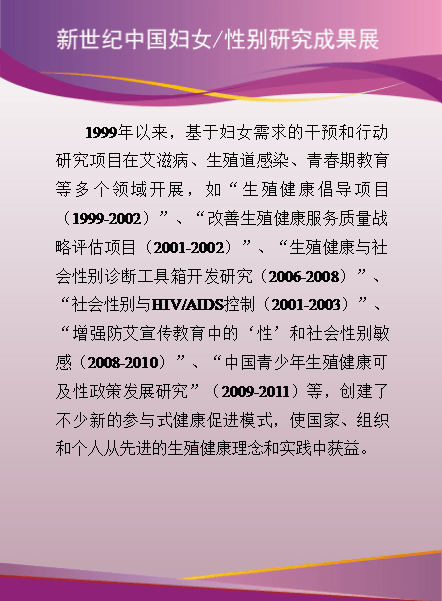 新世纪中国妇女/性别研究成果展
1999年以来，基于妇女需求的干预和行动
研究项目在艾滋病、生殖道感染、青春期教育
等多个领域开展，如“生殖健康倡导项目
（1999-2002）”、“改善生殖健康服务质量战
略评估项目（2001-2002）”、“生殖健康与社
会性别诊断工具箱开发研究（2006-2008）”、
“社会性别与HIV/AIDS控制（2001-2003）”、
“增强防艾宣传教育中的‘性’和社会性别敏
感（2008-2010）”、“中国青少年生殖健康可
及性政策发展研究”（2009-2011）等，创建了
不少新的参与式健康促进模式，使国家、组织
和个人从先进的生殖健康理念和实践中获益。